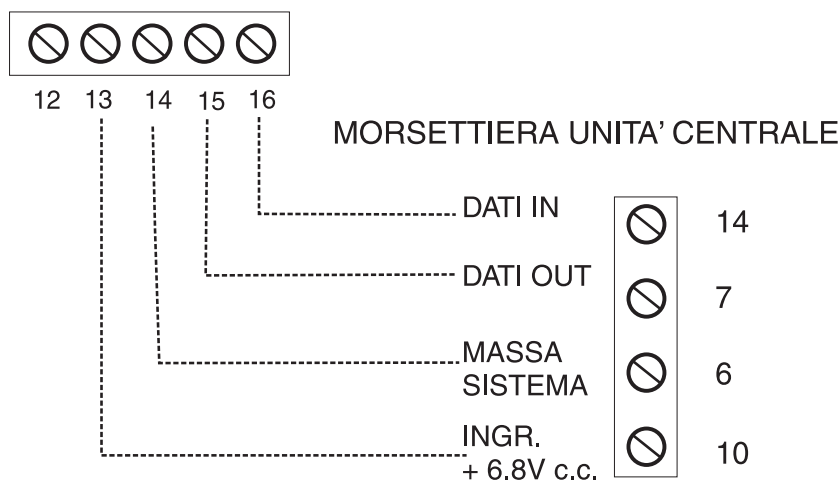 12 13 14 15 16
MORSETTIERA UNITA' CENTRALE
DATI IN 14
DATI OUT 7
MASSA
SISTEMA 6
INGR.
+ 6,8V c.c. 10